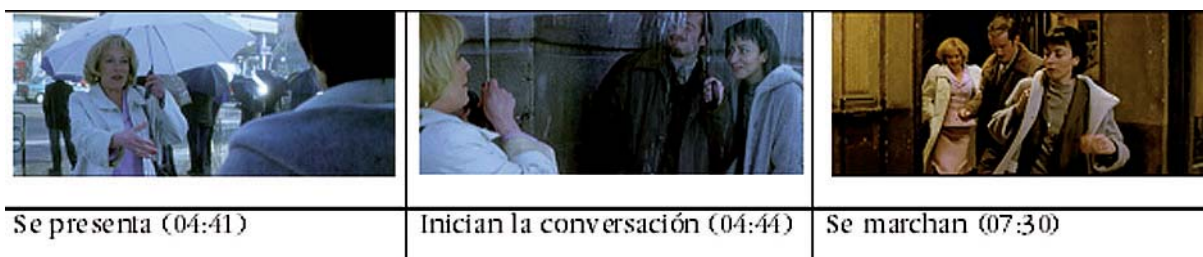 Se presenta (04:41)
Inician la conversación (04:44)
Se marchan (07:30)